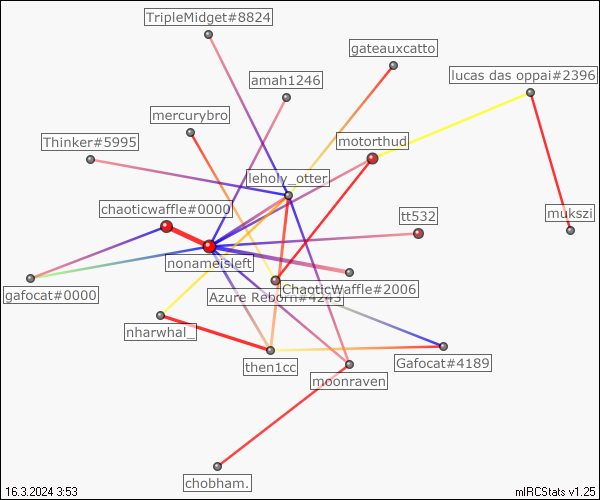 TripleMidget#8824
gateauxcatto
lucas das oppai#2396
amah1246
mercurybro
motorthud
Thinker#5995
leholy_otter
chaoticwaffle#0000
mukszi
tt532
nonameisleft
gafocat#0000
Azure Reborn#4243
ChaoticWaffle#2006
nharwhal_
then1cc
Gafocat#4189
moonraven
chobham.
16.3.2024 3:53
mIRCStats v1.25